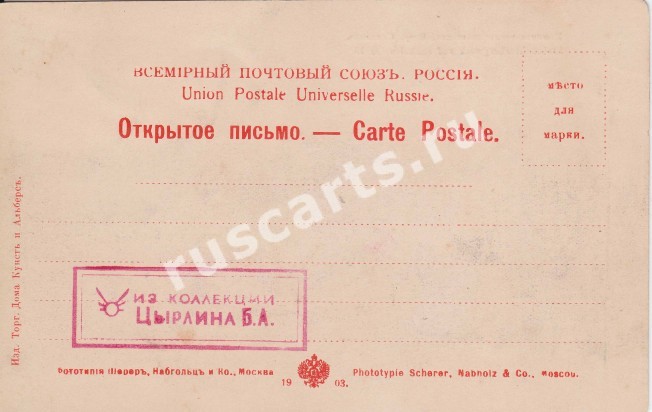 ВСЕМІРНЫЙ ПОЧТОВЫЙ СОЮЗЪ. РОССІЯ.
Union Postale Universelle Russie.
Открытое письмо. — Carte Postale.
мѣсто
для
марки.
ruscarts.ru
Изд. Торг. Дома Кунстъ и Альберсъ.
ИЗ КОЛЛЕКЦИИ
ЦЫРЛИНА Б.А.
Фототипія Шереръ, Набгольцъ и Ко., Москва
19 03.
Phototypie Scherer, Nabholz & Co., Moscou.